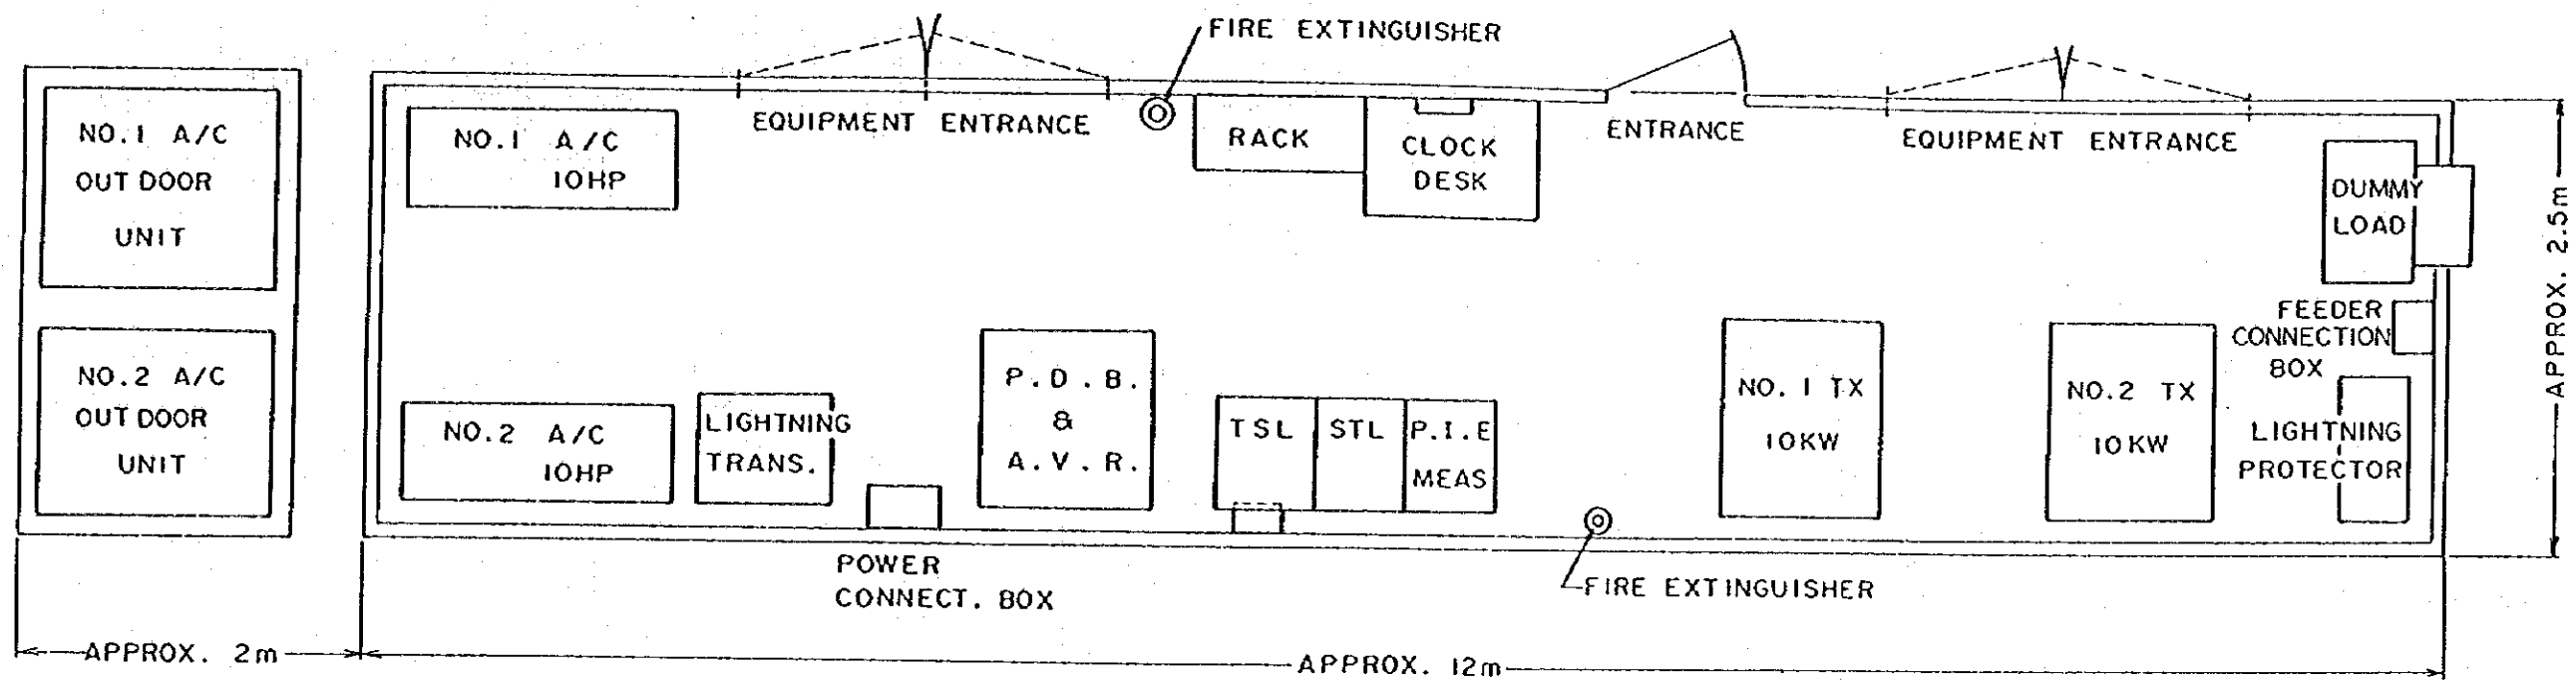 FIRE EXTINGUISHER
NO.1 A/C
OUT DOOR
UNIT
NO.1 A/C
10HP
EQUIPMENT ENTRANCE
RACK
CLOCK
DESK
ENTRANCE
EQUIPMENT ENTRANCE
DUMMY
LOAD
APPROX. 2.5m
NO.2 A/C
OUT DOOR
UNIT
NO.2 A/C
10HP
LIGHTNING
TRANS.
P.D.B.
&
A.V.R.
TSL
STL
P.I.E
MEAS
NO. 1 TX
10KW
NO.2 TX
10KW
FEEDER
CONNECTION
BOX
LIGHTNING
PROTECTOR
POWER
CONNECT. BOX
FIRE EXTINGUISHER
APPROX. 2m
APPROX. 12m